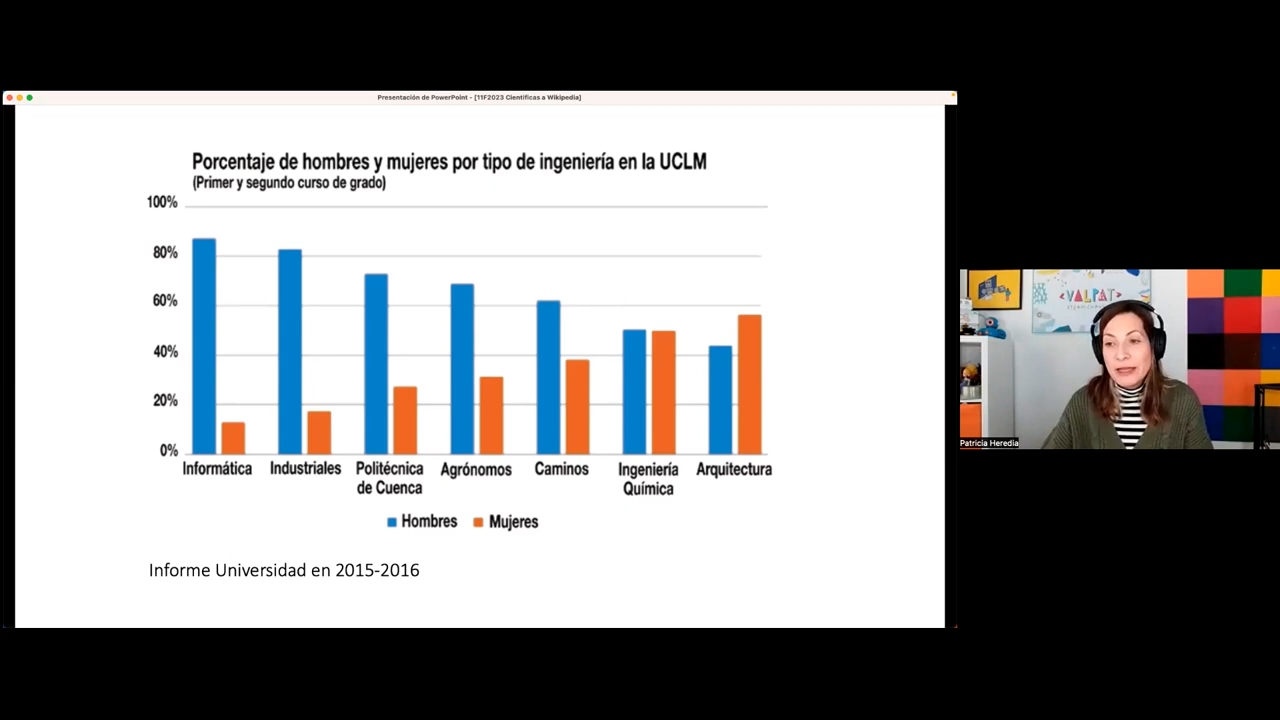 Presentación de PowerPoint - [11F2023 Científicas a Wikipedia]
Porcentaje de hombres y mujeres por tipo de ingeniería en la UCLM
(Primer y segundo curso de grado)
100%
80%
60%
40%
20%
0%
Informática Industriales Politécnica de Cuenca Agrónomos Caminos Ingeniería Química Arquitectura
Hombres Mujeres
Informe Universidad en 2015-2016
<VALPAT>
Patricia Heredia